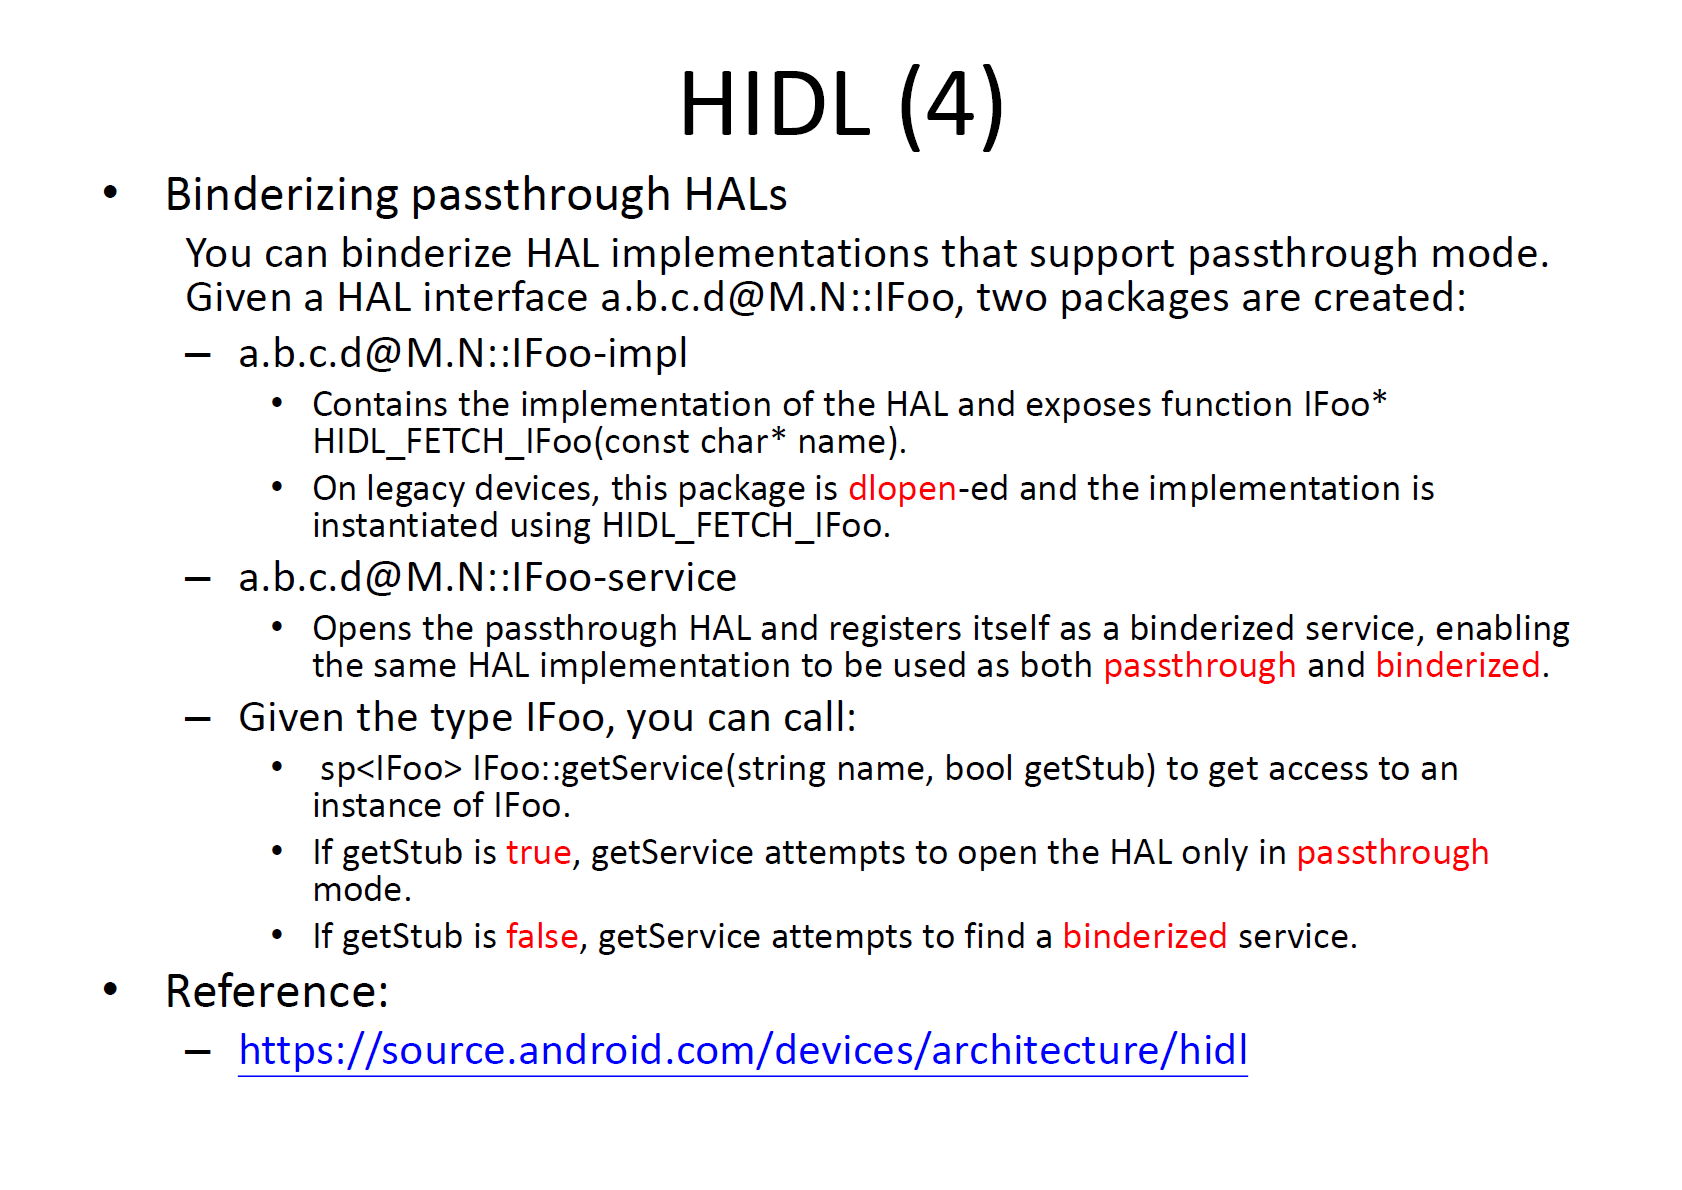 HIDL (4)
• Binderizing passthrough HALs
You can binderize HAL implementations that support passthrough mode.
Given a HAL interface a.b.c.d@M.N::IFoo, two packages are created:
– a.b.c.d@M.N::IFoo-impl
• Contains the implementation of the HAL and exposes function IFoo*
HIDL_FETCH_IFoo(const char* name).
• On legacy devices, this package is dlopen-ed and the implementation is
instantiated using HIDL_FETCH_IFoo.
– a.b.c.d@M.N::IFoo-service
• Opens the passthrough HAL and registers itself as a binderized service, enabling
the same HAL implementation to be used as both passthrough and binderized.
– Given the type IFoo, you can call:
• sp<IFoo> IFoo::getService(string name, bool getStub) to get access to an
instance of IFoo.
• If getStub is true, getService attempts to open the HAL only in passthrough
mode.
• If getStub is false, getService attempts to find a binderized service.
• Reference:
– https://source.android.com/devices/architecture/hidl